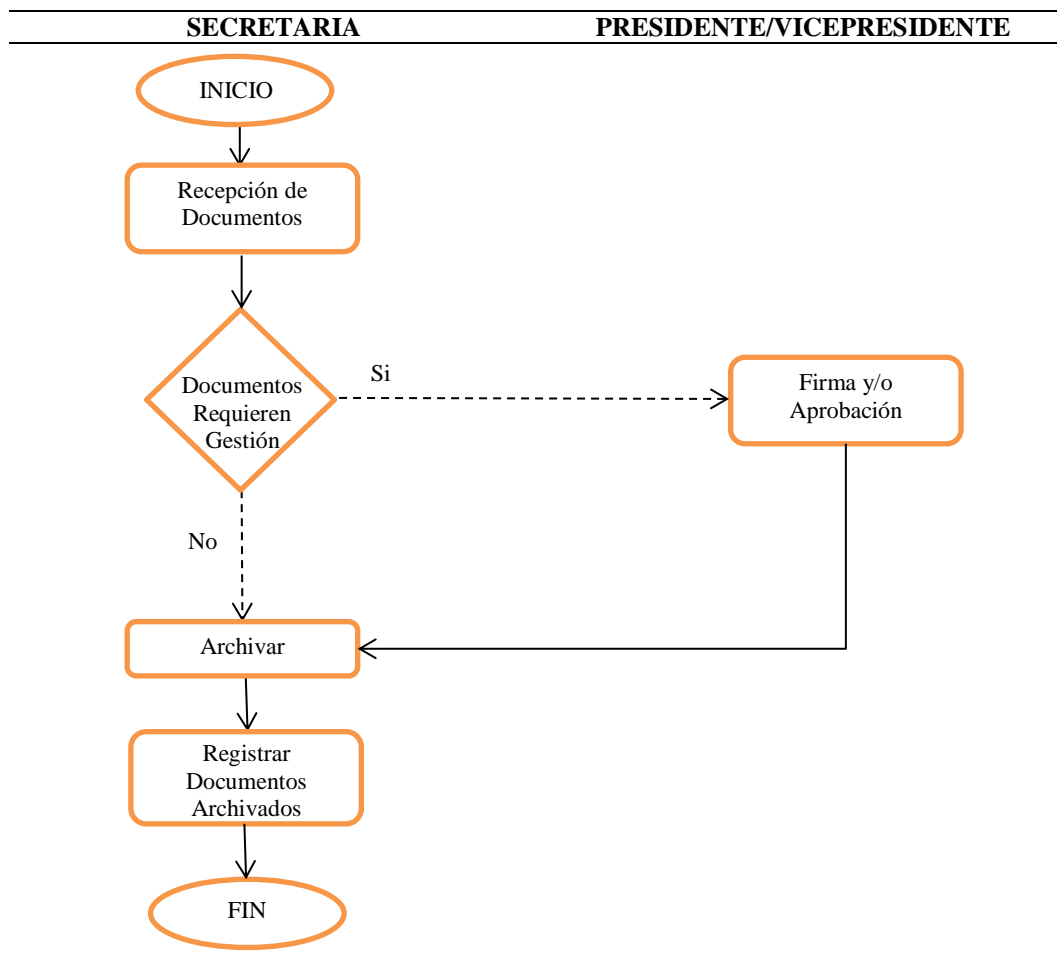 SECRETARIA PRESIDENTE/VICEPRESIDENTE
INICIO
Recepción de
Documentos
Documentos
Requieren
Gestión
Si
Firma y/o
Aprobación
No
Archivar
Registrar
Documentos
Archivados
FIN